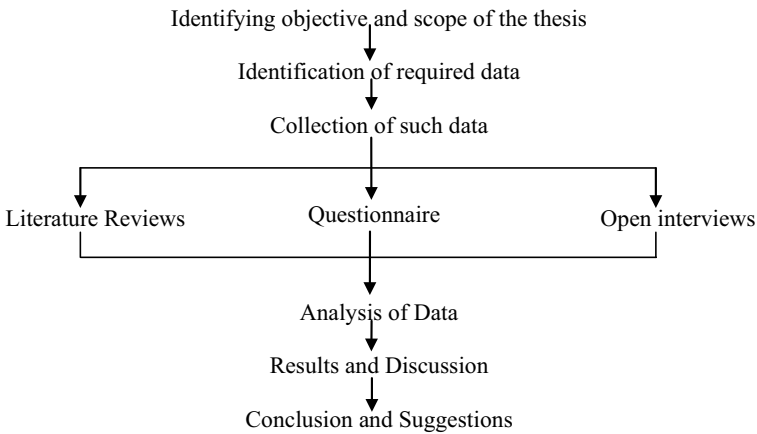 Identifying objective and scope of the thesis
Identification of required data
Collection of such data
Literature Reviews
Questionnaire
Open interviews
Analysis of Data
Results and Discussion
Conclusion and Suggestions